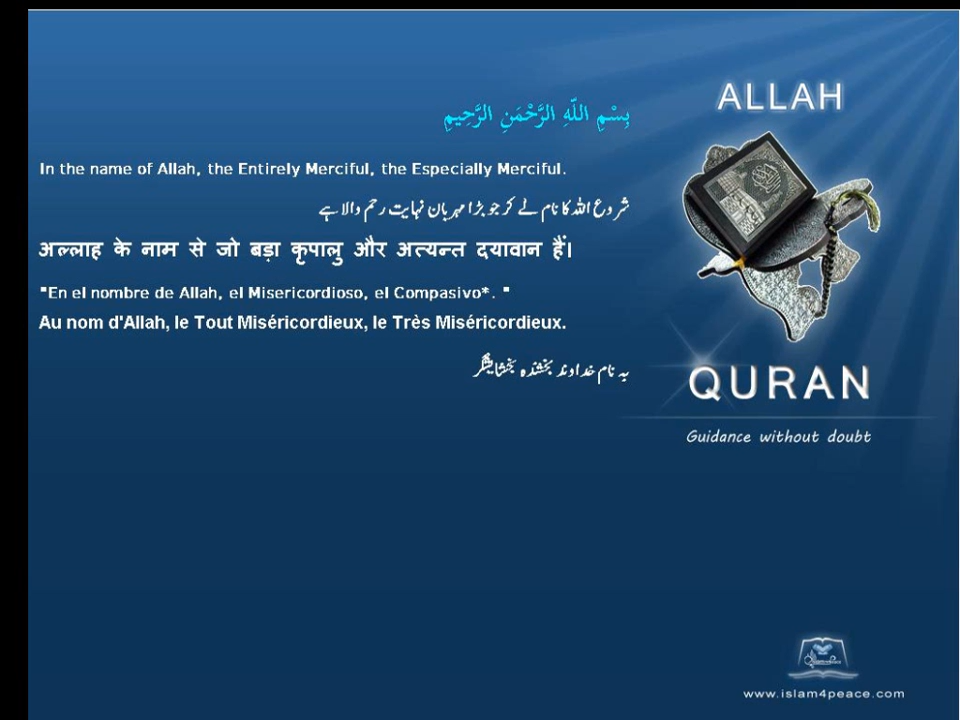 بِسْمِ اللّهِ الرَّحْمَنِ الرَّحِيمِ
In the name of Allah, the Entirely Merciful, the Especially Merciful.
شروع الله کا نام لے کر جو بڑا مہربان نہایت رحم والا ہے
अल्लाह के नाम से जो बड़ा कृपालु और अत्यन्त दयावान हैं।
"En el nombre de Allah, el Misericordioso, el Compasivo*. "
Au nom d'Allah, le Tout Miséricordieux, le Très Miséricordieux.
به نام خداوند بخشنده بخشایشگر
ALLAH
QURAN
Guidance without doubt
www.islam4peace.com